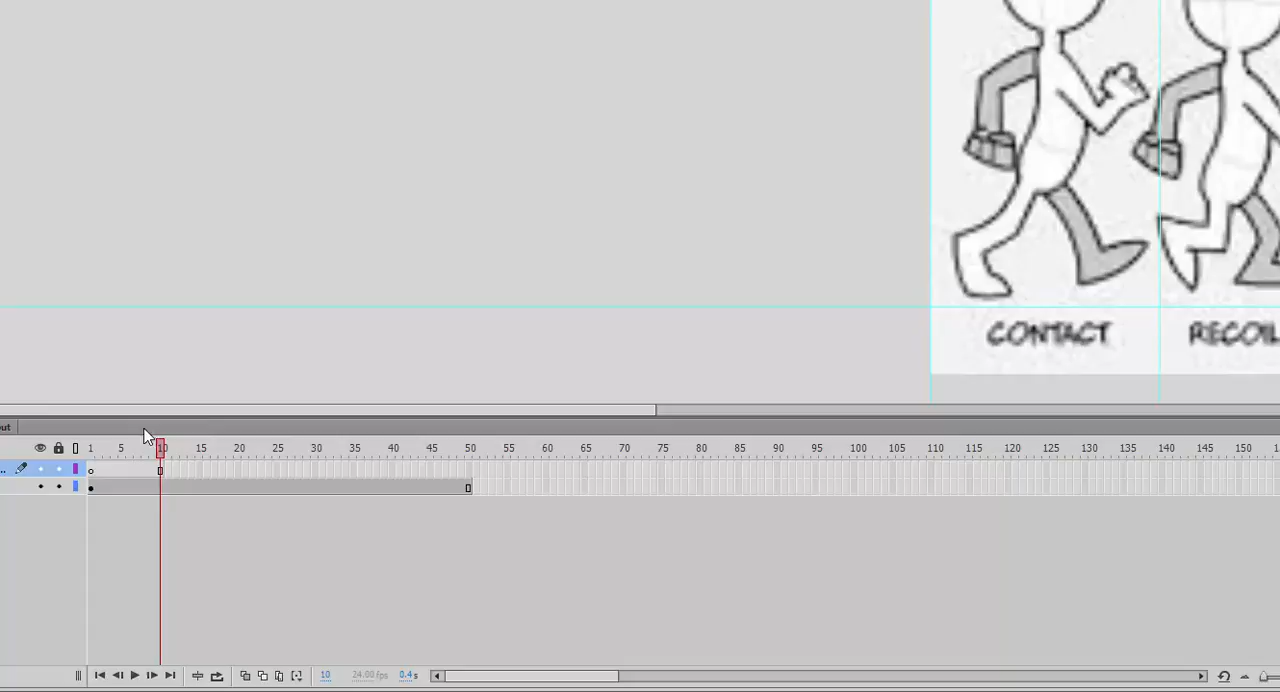 CONTACT RECOIL
out
1 5 10 15 20 25 30 35 40 45 50 55 60 65 70 75 80 85 90 95 100 105 110 115 120 125 130 135 140 145 150
..
10 24.00 fps 0.4 s